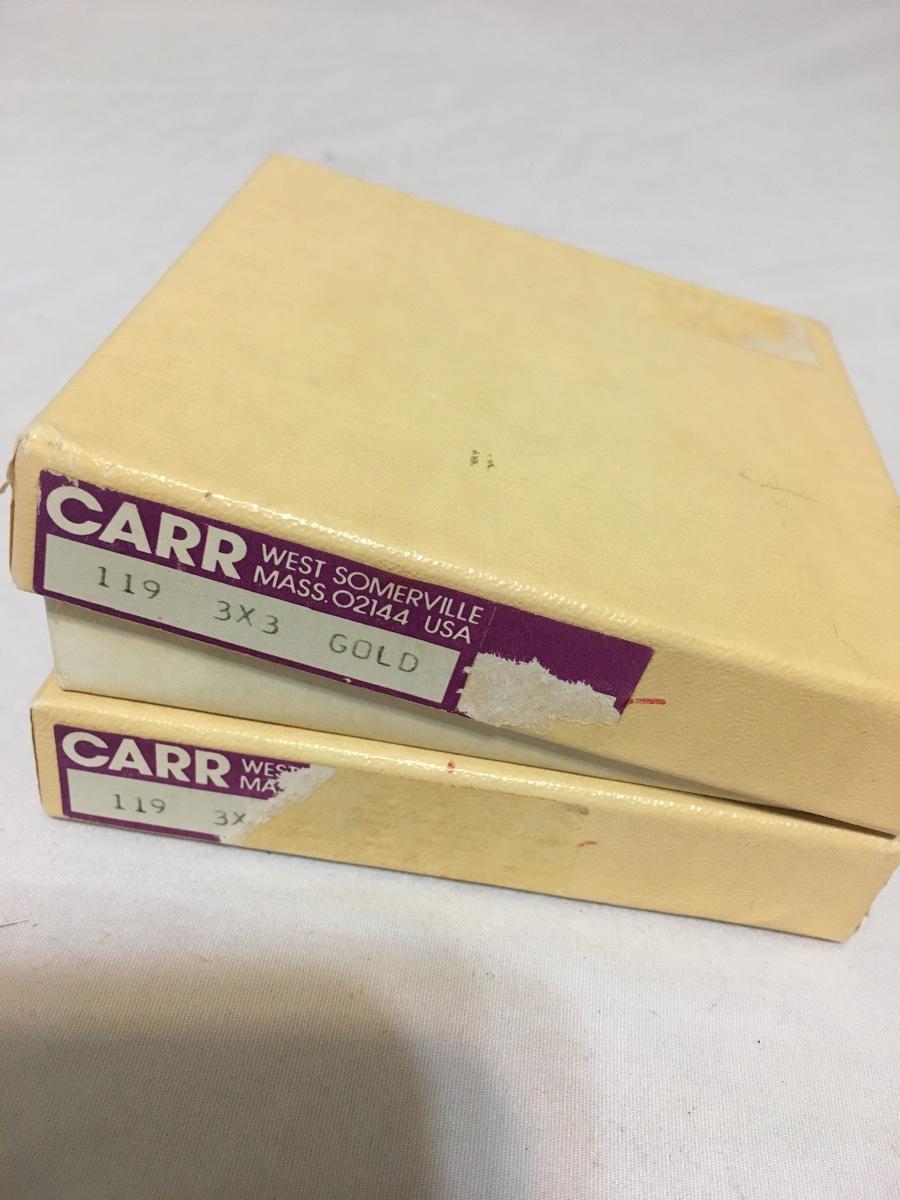 CARR
WEST SOMERVILLE
MASS. 02144 USA
119 3X3 GOLD
CARR
WEST
MAS
119 3X